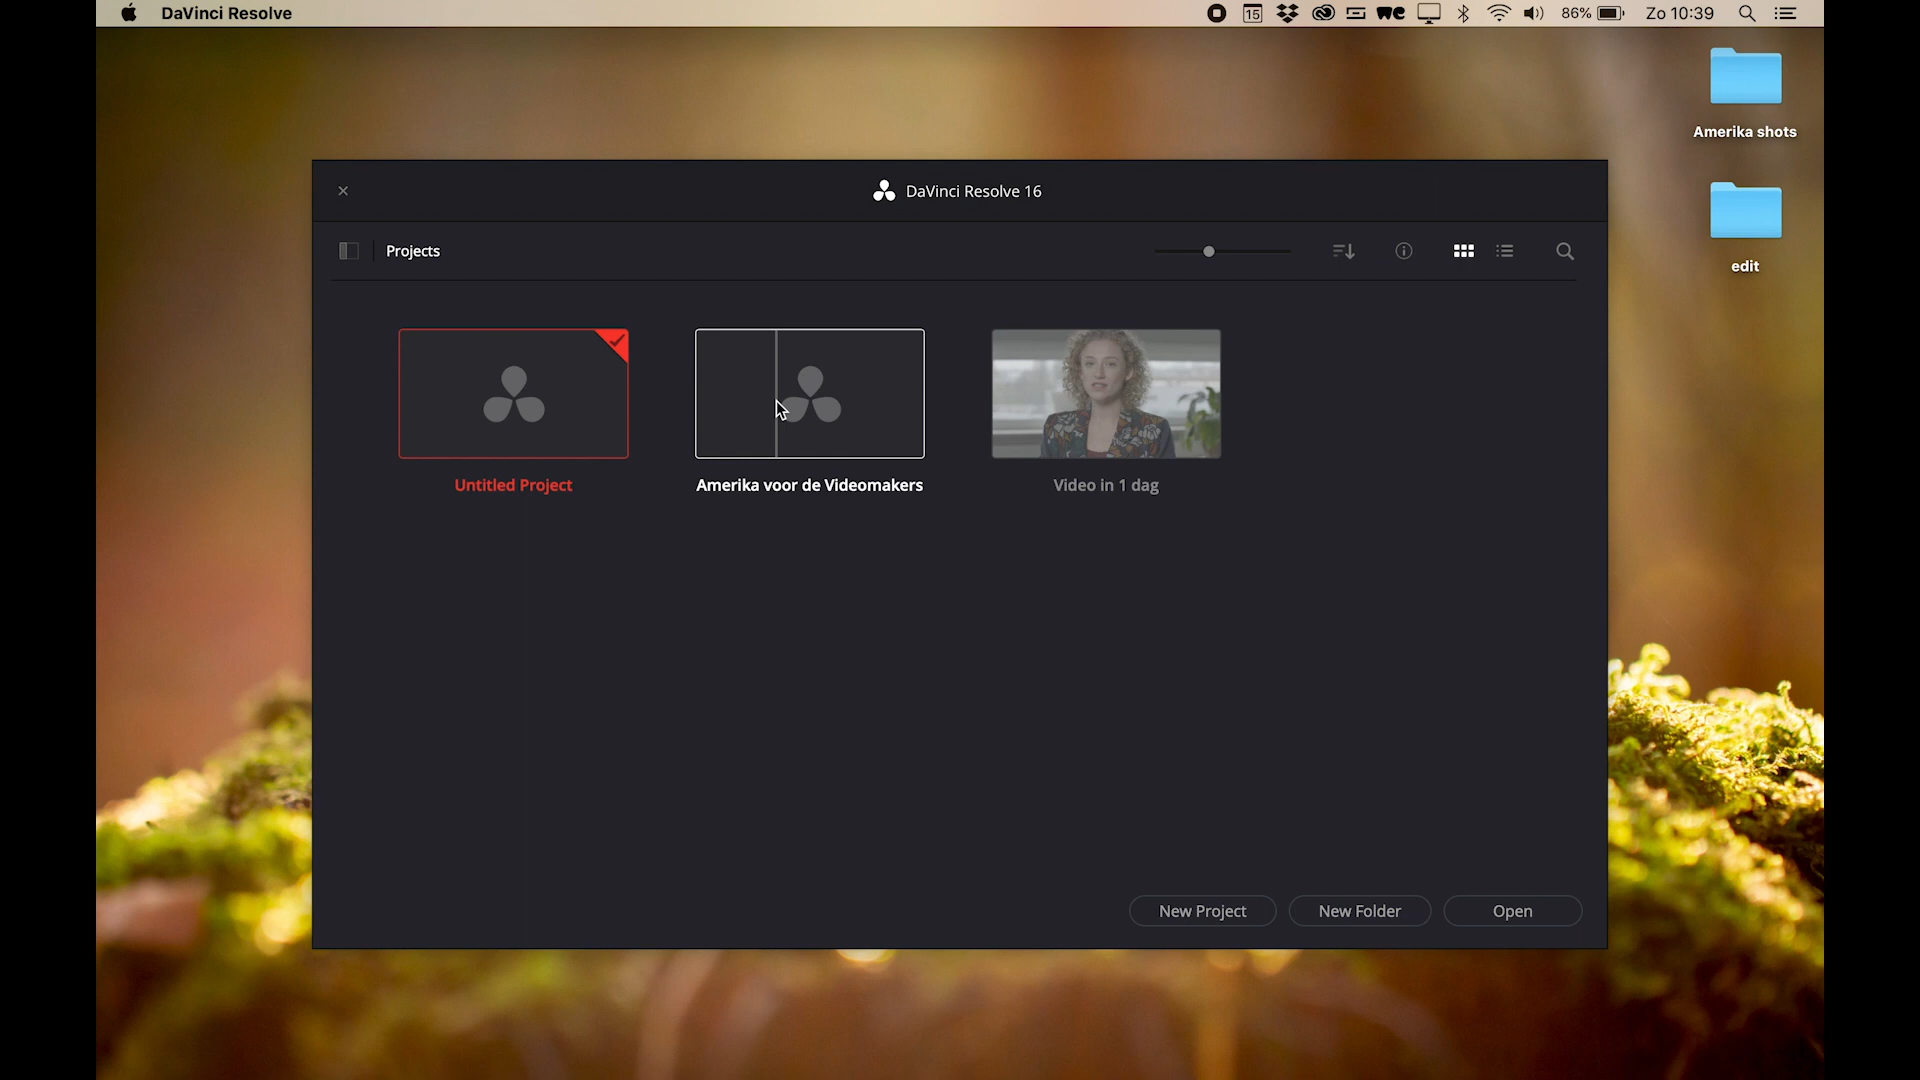 DaVinci Resolve
15
86%
Zo 10:39
Amerika shots
edit
DaVinci Resolve 16
Projects
Untitled Project
Amerika voor de Videomakers
Video in 1 dag
New Project
New Folder
Open